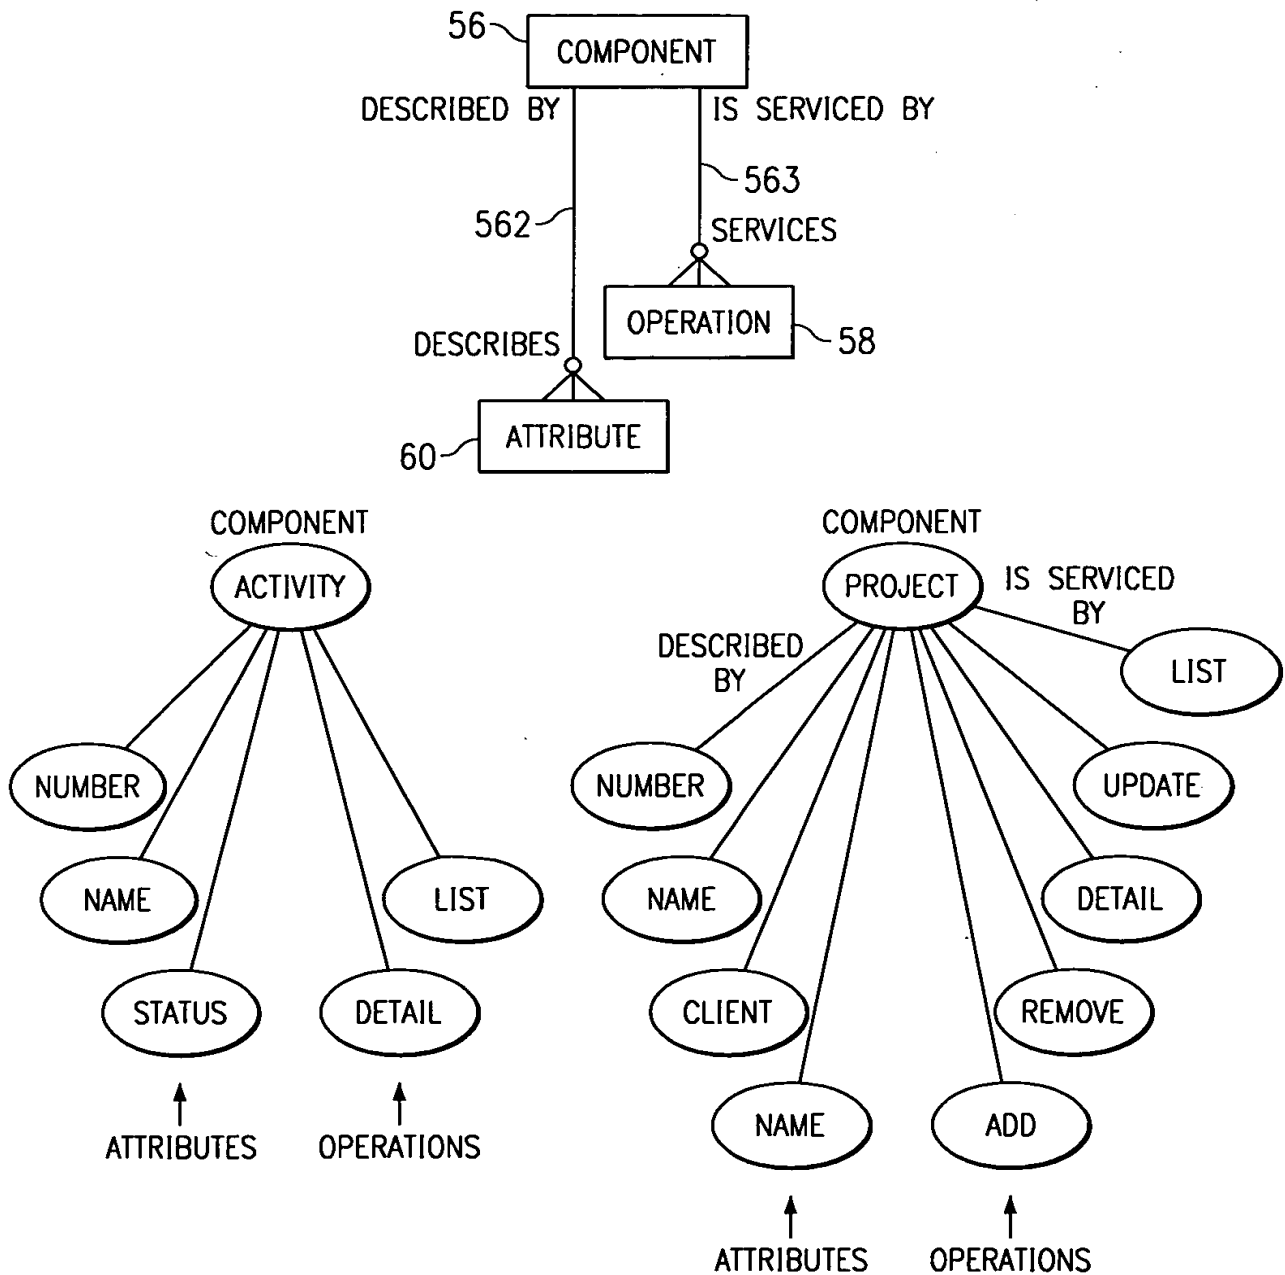 56
COMPONENT
DESCRIBED BY
IS SERVICED BY
563
562
SERVICES
OPERATION
58
DESCRIBES
ATTRIBUTE
60
COMPONENT
ACTIVITY
NUMBER
NAME
LIST
STATUS
DETAIL
ATTRIBUTES
OPERATIONS
COMPONENT
PROJECT
IS SERVICED
BY
DESCRIBED
BY
LIST
NUMBER
UPDATE
NAME
DETAIL
CLIENT
REMOVE
NAME
ADD
ATTRIBUTES
OPERATIONS